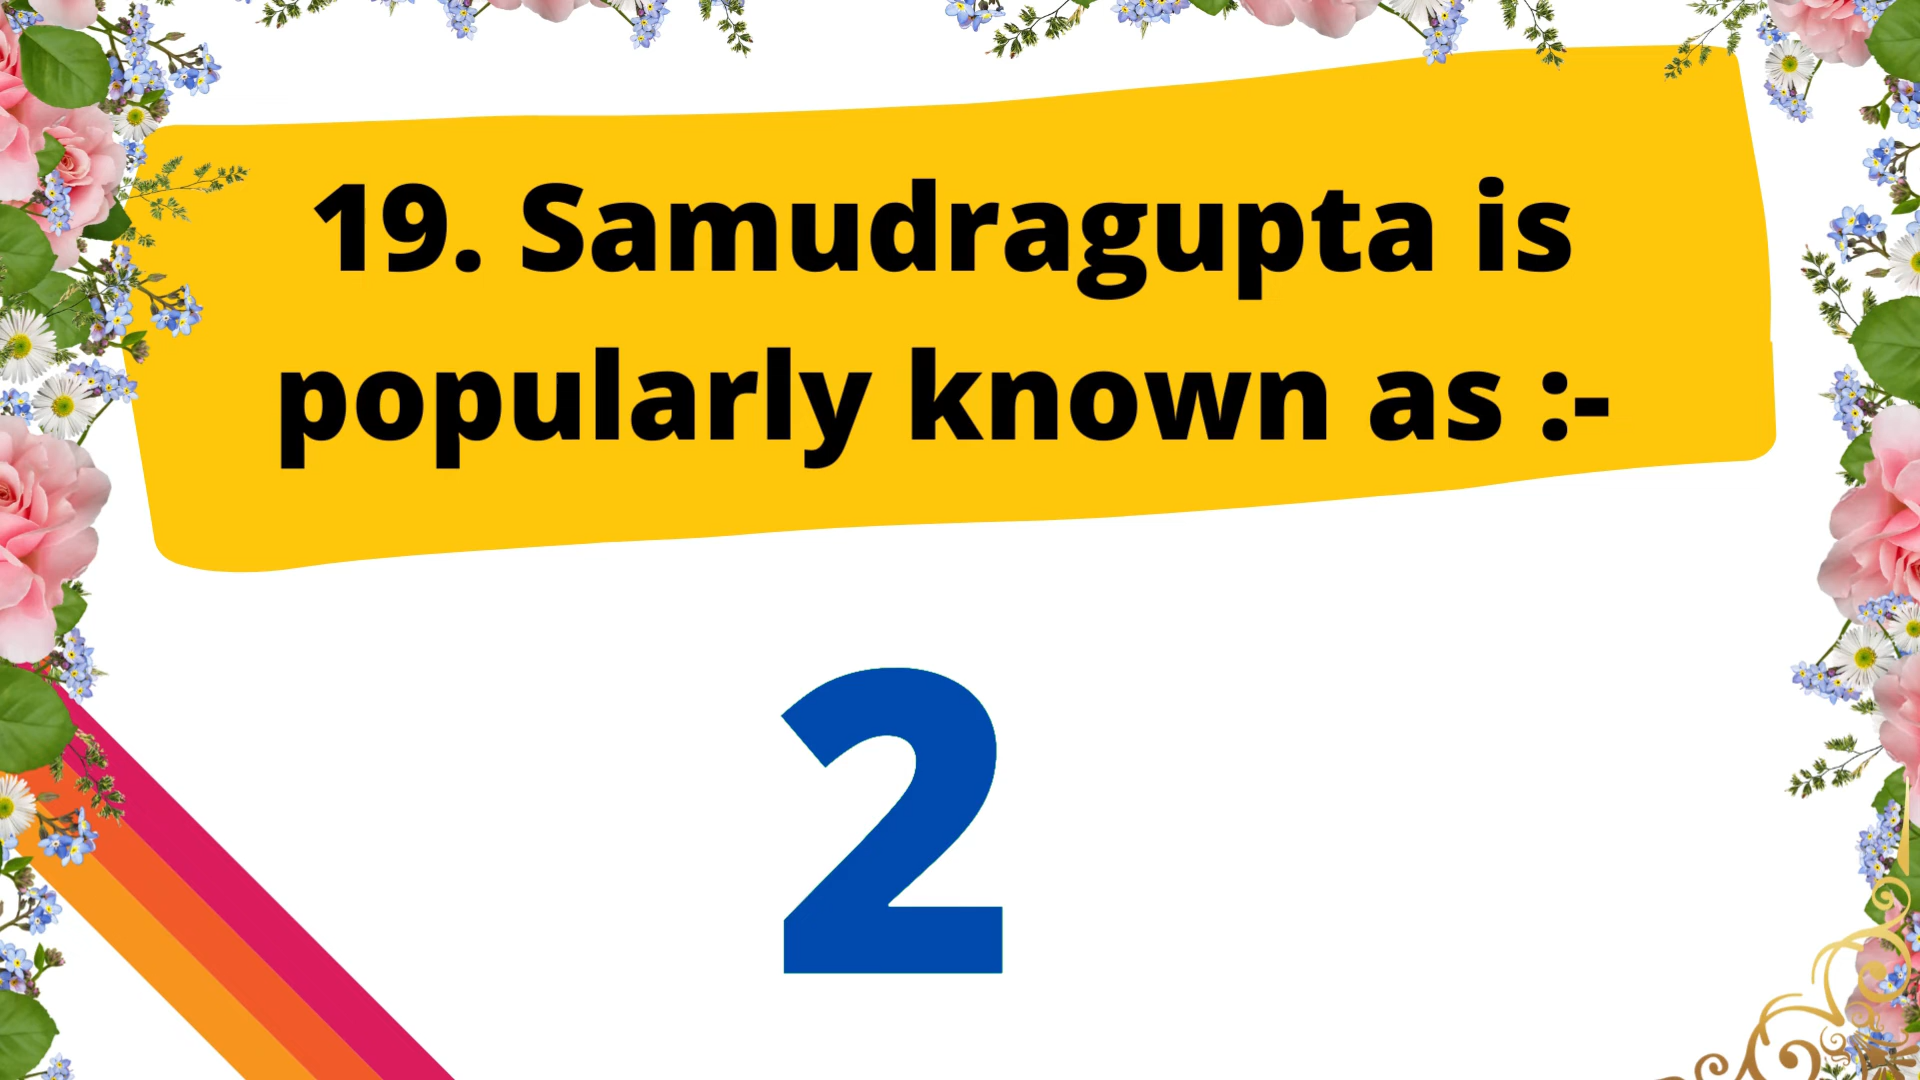 19. Samudragupta is
popularly known as :-
2